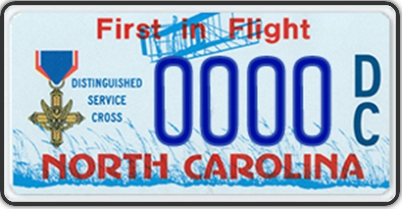 First in Flight
DISTINGUISHED
SERVICE
CROSS
0000
DC
NORTH CAROLINA